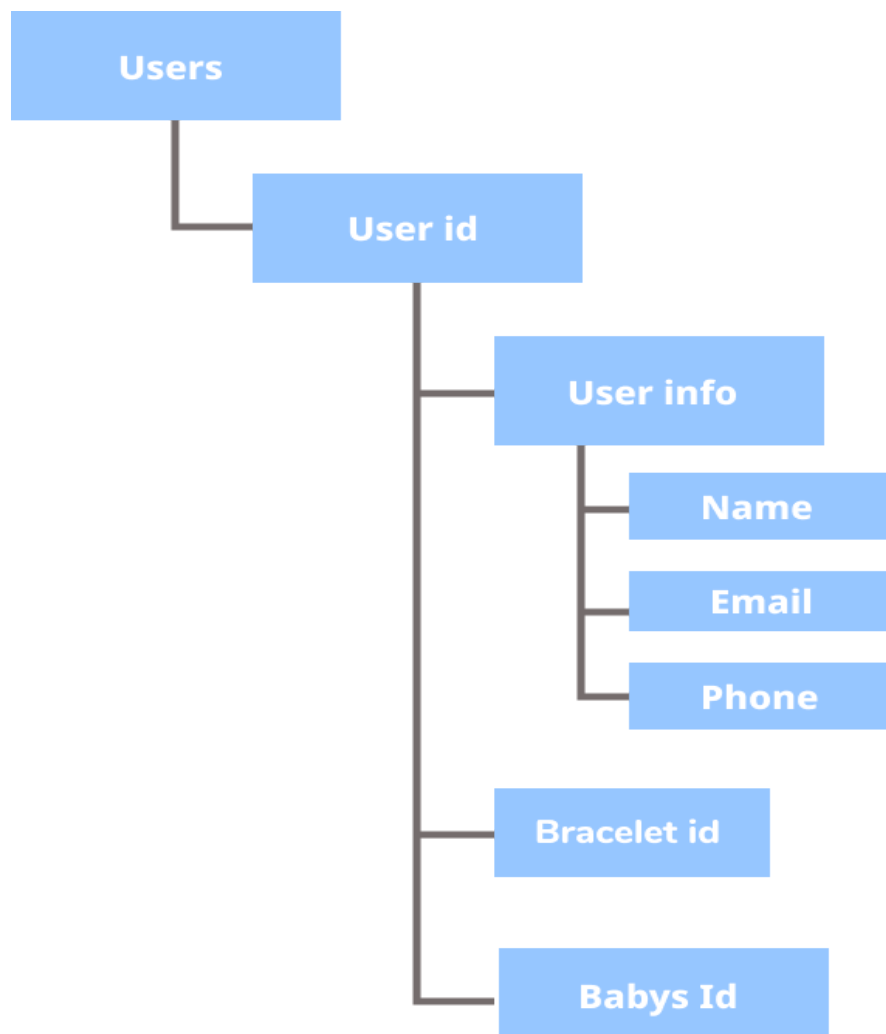 Users
User id
User info
Name
Email
Phone
Bracelet id
Babys Id